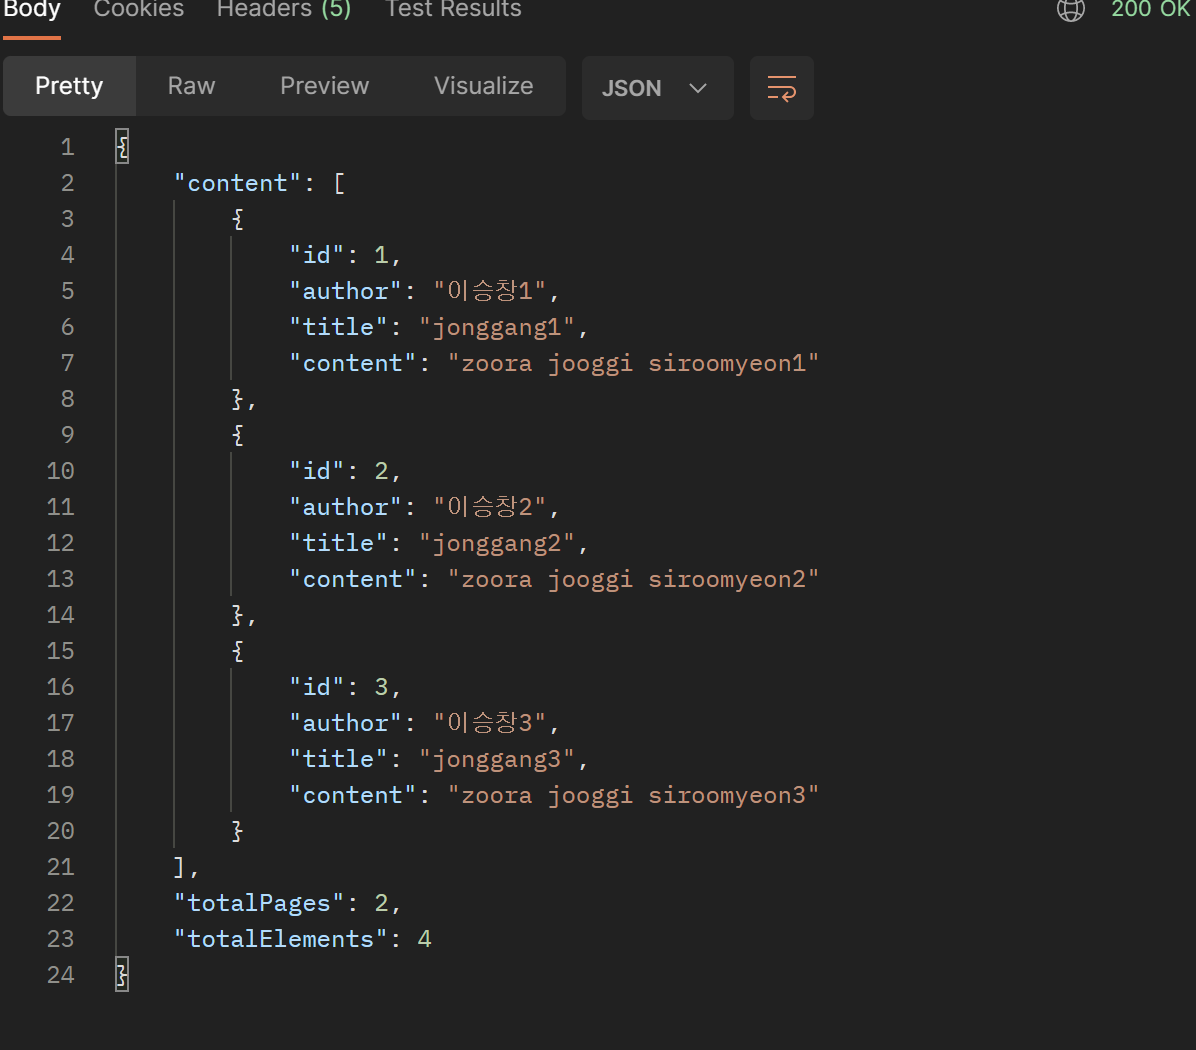 Body Cookies Headers (5) Test Results 200 OK
Pretty Raw Preview Visualize JSON
1 {
2 "content": [
3 {
4 "id": 1,
5 "author": "이승창1",
6 "title": "jonggang1",
7 "content": "zoora jooggi siroomyeon1"
8 },
9 {
10 "id": 2,
11 "author": "이승창2",
12 "title": "jonggang2",
13 "content": "zoora jooggi siroomyeon2"
14 },
15 {
16 "id": 3,
17 "author": "이승창3",
18 "title": "jonggang3",
19 "content": "zoora jooggi siroomyeon3"
20 }
21 ],
22 "totalPages": 2,
23 "totalElements": 4
24 }